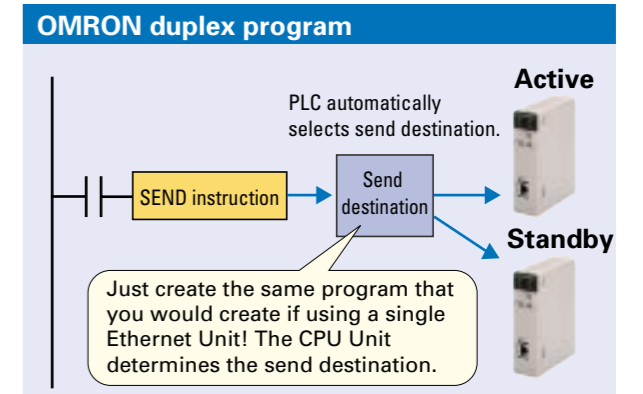 OMRON duplex program
Active
PLC automatically
selects send destination.
SEND instruction
Send
destination
Standby
Just create the same program that
you would create if using a single
Ethernet Unit! The CPU Unit
determines the send destination.